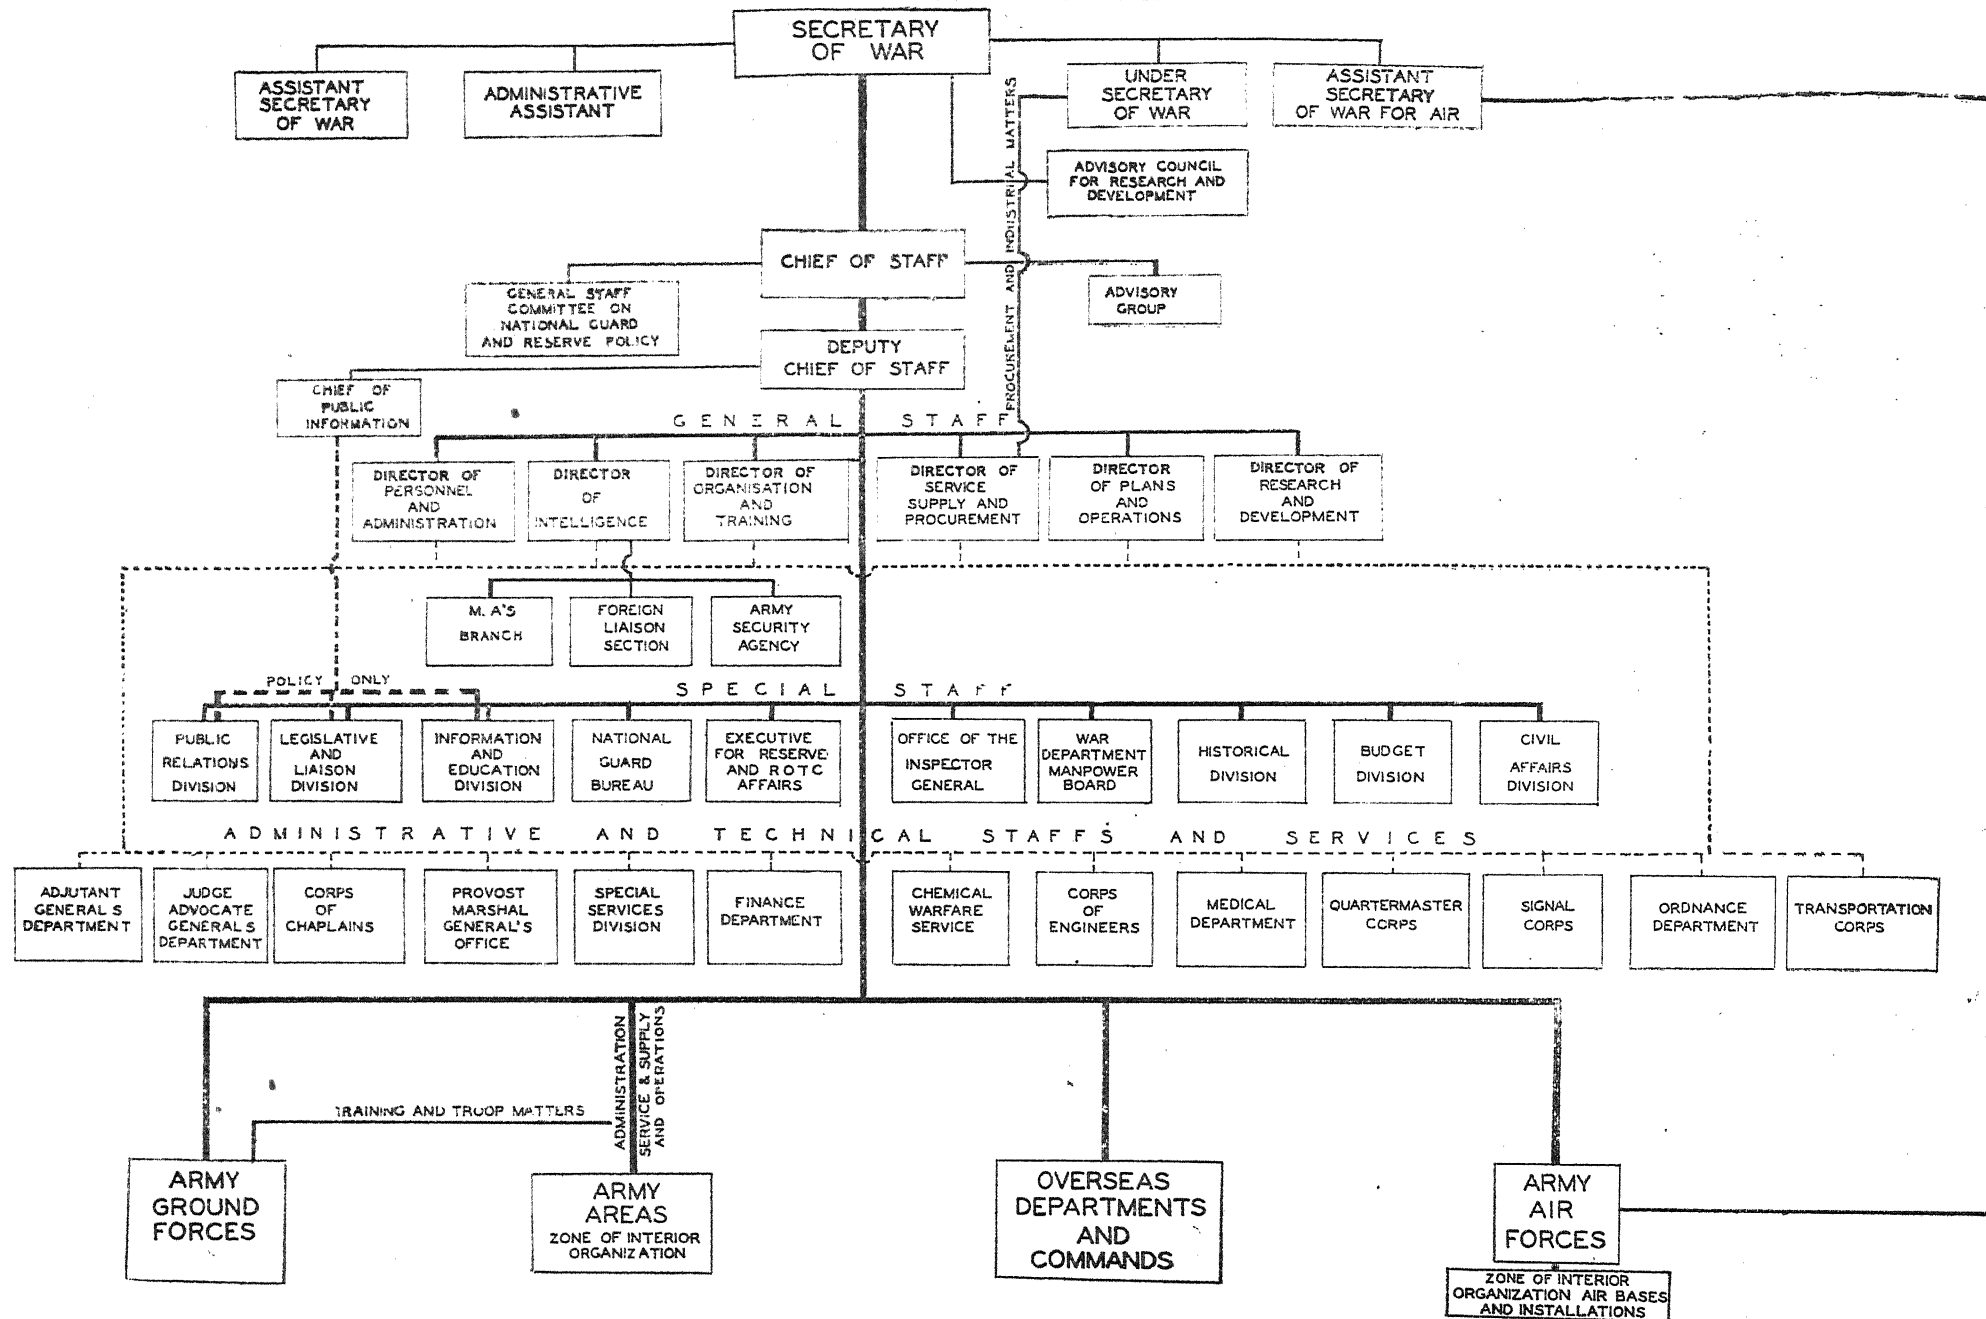 SECRETARY
OF WAR
ASSISTANT
SECRETARY
OF WAR
ADMINISTRATIVE
ASSISTANT
UNDER
SECRETARY
OF WAR
ASSISTANT
SECRETARY
OF WAR FOR AIR
ADVISORY COUNCIL
FOR RESEARCH AND
DEVELOPMENT
PROCUREMENT AND INDUSTRIAL MATTERS
CHIEF OF STAFF
GENERAL STAFF
COMMITTEE ON
NATIONAL GUARD
AND RESERVE POLICY
ADVISORY
GROUP
DEPUTY
CHIEF OF STAFF
CHIEF OF
PUBLIC
INFORMATION
GENERAL STAFF
DIRECTOR OF
PERSONNEL
AND
ADMINISTRATION
DIRECTOR
OF
INTELLIGENCE
DIRECTOR OF
ORGANISATION
AND
TRAINING
DIRECTOR OF
SERVICE
SUPPLY AND
PROCUREMENT
DIRECTOR
OF PLANS
AND
OPERATIONS
DIRECTOR OF
RESEARCH
AND
DEVELOPMENT
M. A'S
BRANCH
FOREIGN
LIAISON
SECTION
ARMY
SECURITY
AGENCY
POLICY ONLY
SPECIAL STAFF
PUBLIC
RELATIONS
DIVISION
LEGISLATIVE
AND
LIAISON
DIVISION
INFORMATION
AND
EDUCATION
DIVISION
NATIONAL
GUARD
BUREAU
EXECUTIVE
FOR RESERVE
AND ROTC
AFFAIRS
OFFICE OF THE
INSPECTOR
GENERAL
WAR
DEPARTMENT
MANPOWER
BOARD
HISTORICAL
DIVISION
BUDGET
DIVISION
CIVIL
AFFAIRS
DIVISION
ADMINISTRATIVE AND TECHNICAL STAFFS AND SERVICES
ADJUTANT
GENERAL S
DEPARTMENT
JUDGE
ADVOCATE
GENERAL S
DEPARTMENT
CORPS
OF
CHAPLAINS
PROVOST
MARSHAL
GENERAL'S
OFFICE
SPECIAL
SERVICES
DIVISION
FINANCE
DEPARTMENT
CHEMICAL
WARFARE
SERVICE
CORPS
OF
ENGINEERS
MEDICAL
DEPARTMENT
QUARTERMASTER
CORPS
SIGNAL
CORPS
ORDNANCE
DEPARTMENT
TRANSPORTATION
CORPS
TRAINING AND TROOP MATTERS
ADMINISTRATION
SERVICE & SUPPLY
AND OPERATIONS
ARMY
GROUND
FORCES
ARMY
AREAS
ZONE OF INTERIOR
ORGANIZATION
OVERSEAS
DEPARTMENTS
AND
COMMANDS
ARMY
AIR
FORCES
ZONE OF INTERIOR
ORGANIZATION AIR BASES
AND INSTALLATIONS